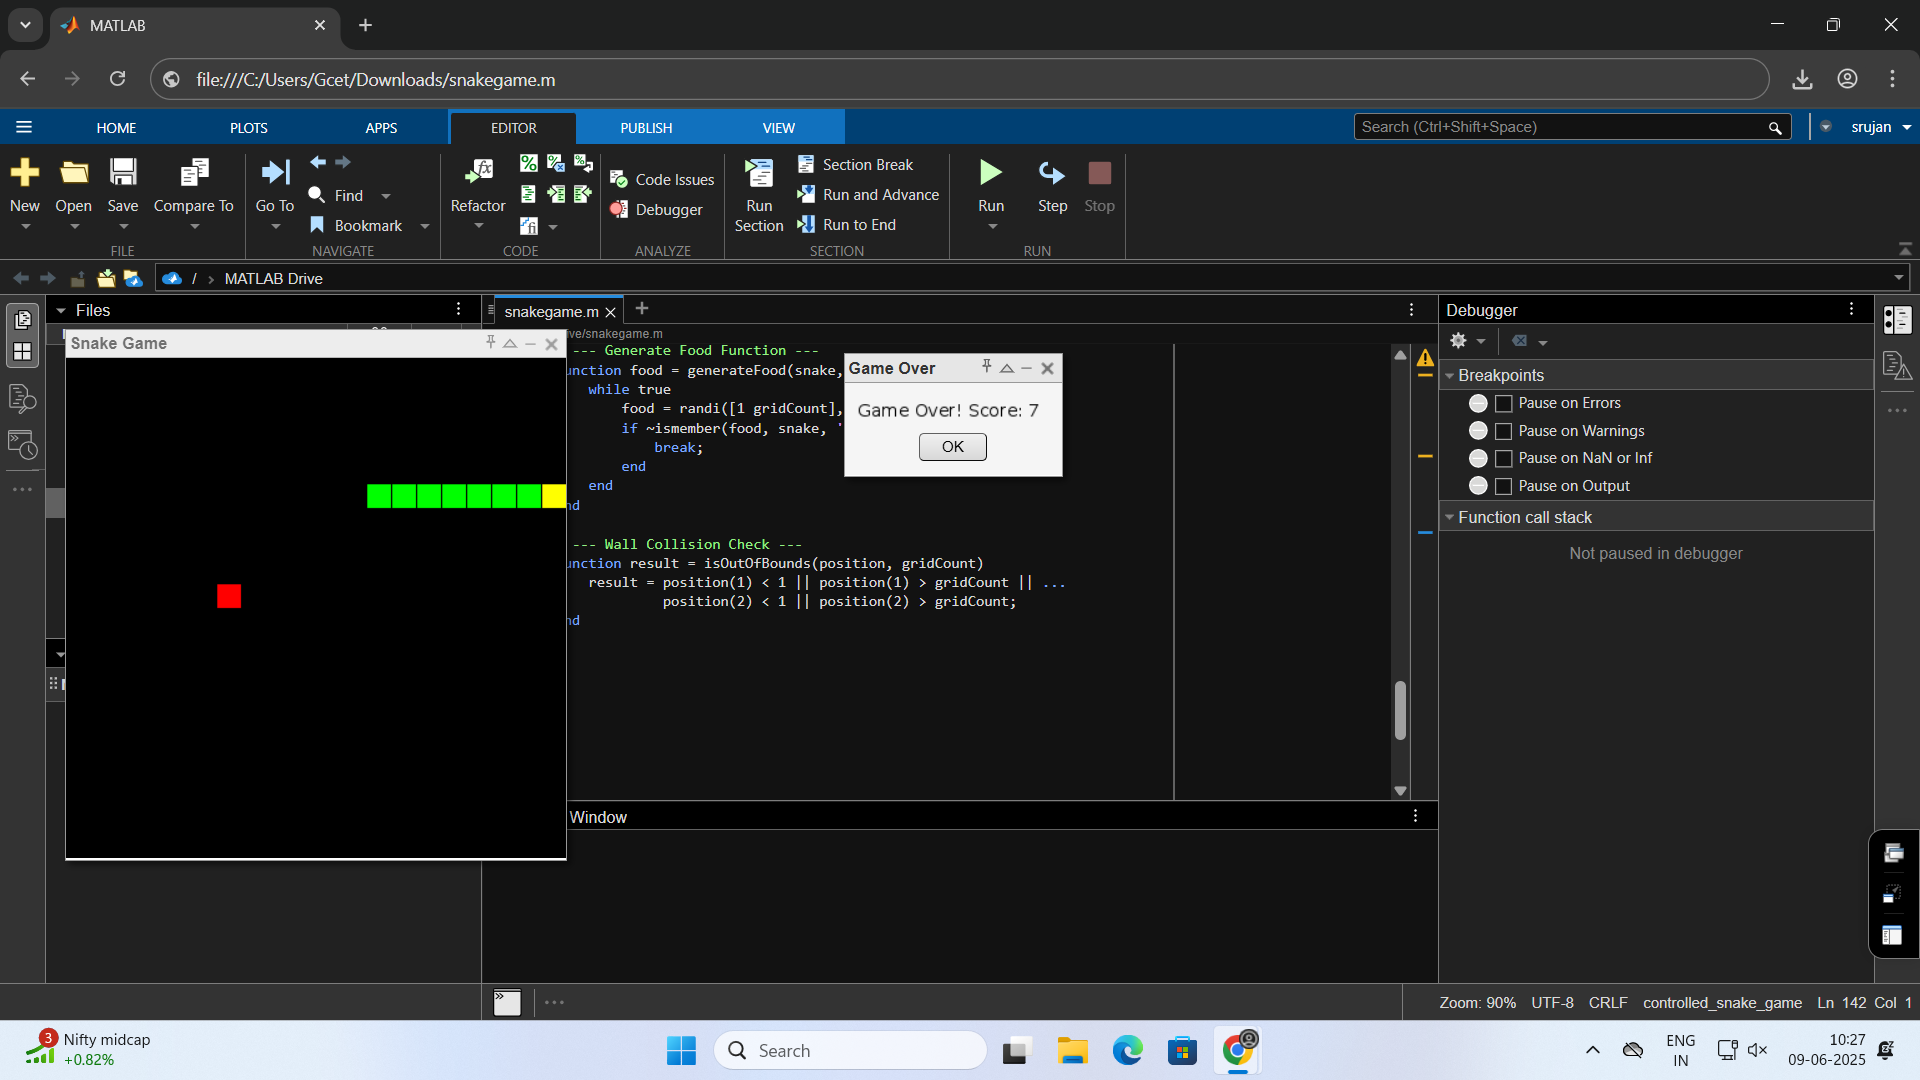 MATLAB
file:///C:/Users/Gcet/Downloads/snakegame.m
HOME PLOTS APPS EDITOR PUBLISH VIEW
Search (Ctrl+Shift+Space)
srujan
New Open Save Compare To
FILE
Go To Find Bookmark
NAVIGATE
Refactor
CODE
Code Issues
Debugger
ANALYZE
Run Section
Section Break
Run and Advance
Run to End
SECTION
Run Step Stop
RUN
/ › MATLAB Drive
Files
snakegame.m
ive/snakegame.m
Snake Game
--- Generate Food Function ---
unction food = generateFood(snake,
while true
food = randi([1 gridCount],
if ~ismember(food, snake, '
break;
end
end
nd
--- Wall Collision Check ---
unction result = isOutOfBounds(position, gridCount)
result = position(1) < 1 || position(1) > gridCount || ...
position(2) < 1 || position(2) > gridCount;
nd
Game Over
Game Over! Score: 7
OK
Window
Debugger
Breakpoints
Pause on Errors
Pause on Warnings
Pause on NaN or Inf
Pause on Output
Function call stack
Not paused in debugger
Zoom: 90% UTF-8 CRLF controlled_snake_game Ln 142 Col 1
3
Nifty midcap
+0.82%
Search
ENG
IN
10:27
09-06-2025